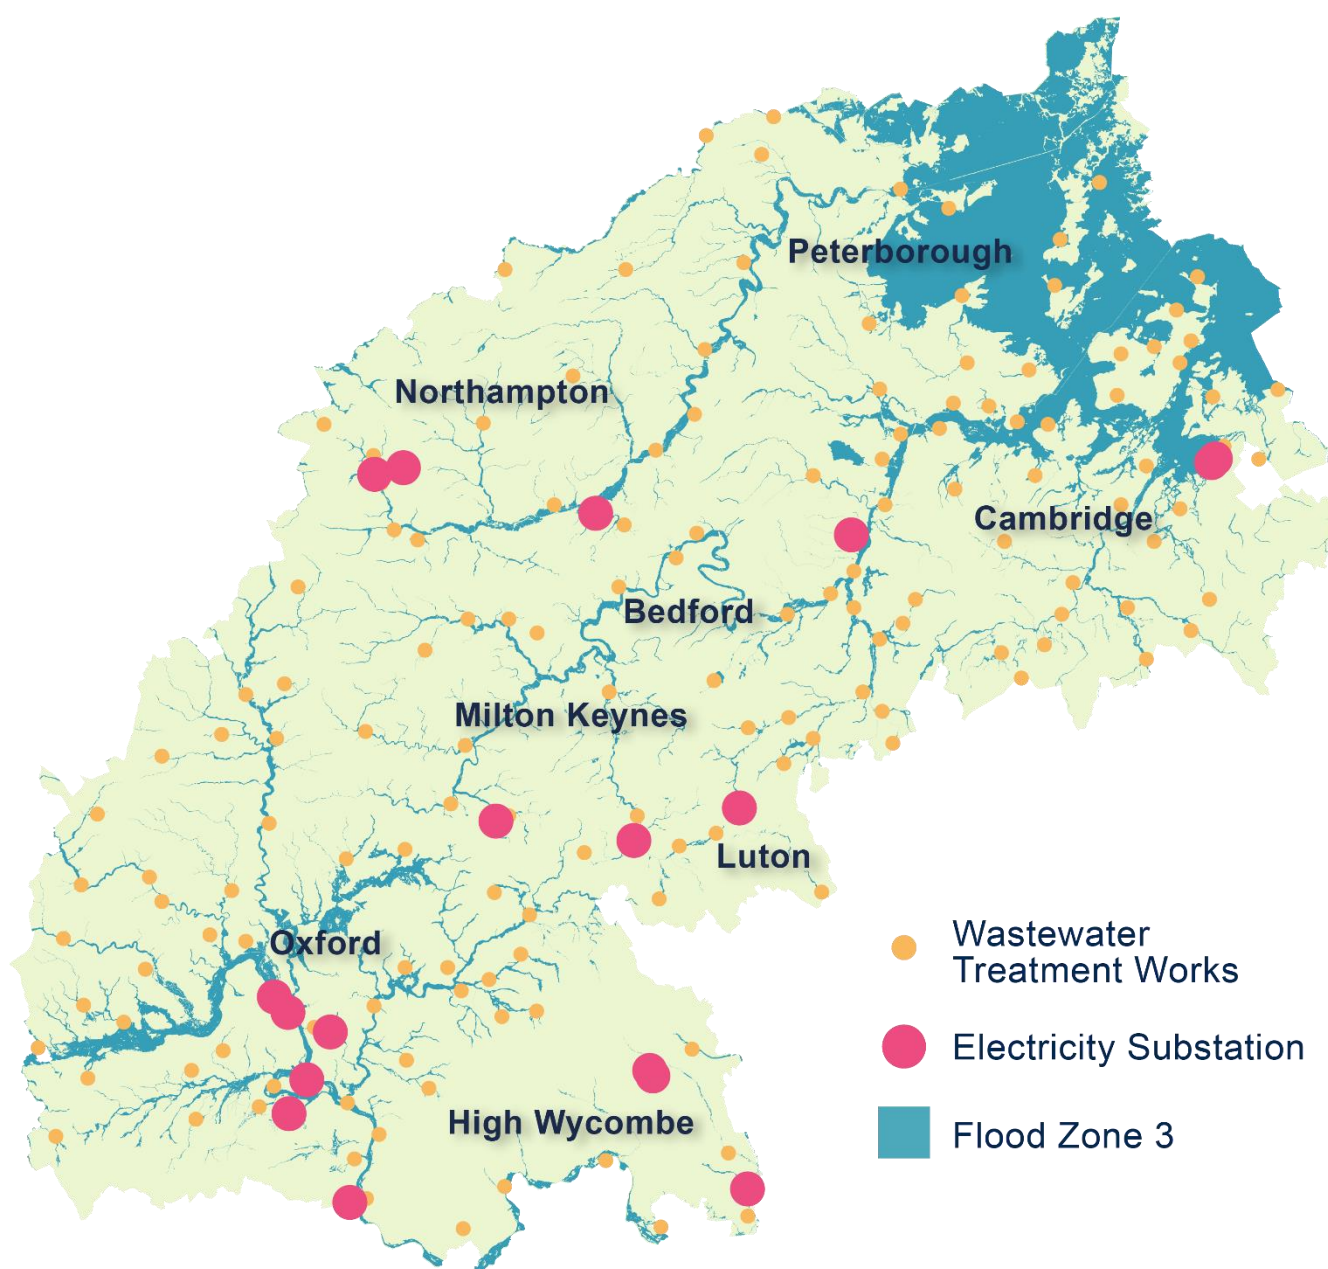 Peterborough
Northampton
Cambridge
Bedford
Milton Keynes
Luton
Oxford
High Wycombe
Wastewater
Treatment Works
Electricity Substation
Flood Zone 3